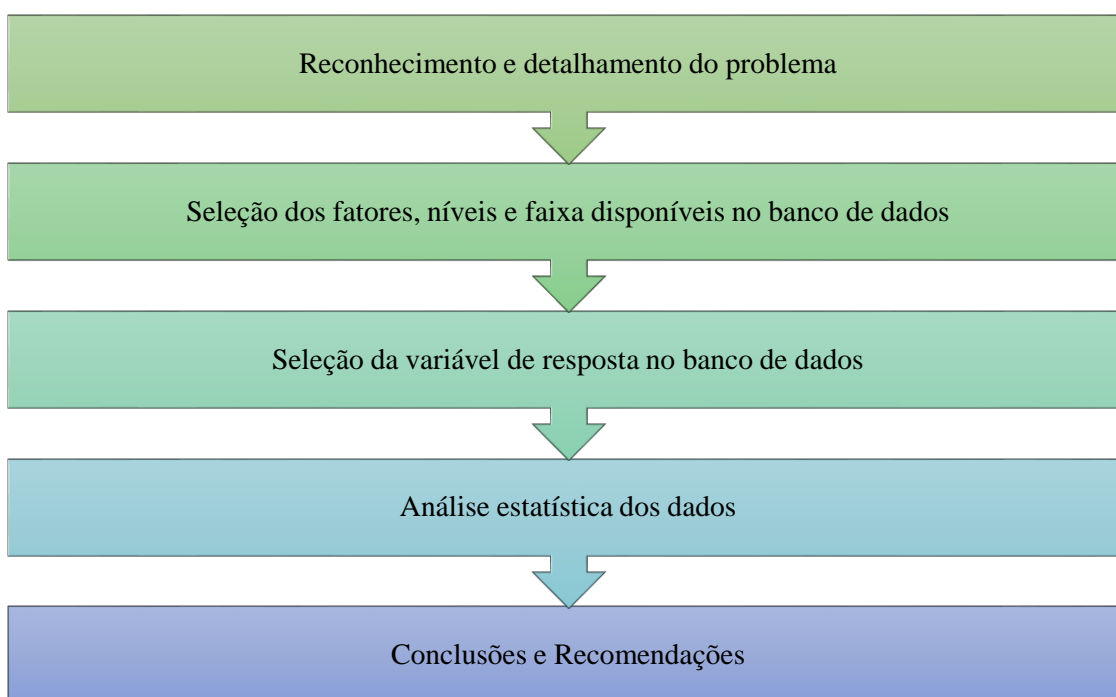 Reconhecimento e detalhamento do problema
Seleção dos fatores, níveis e faixa disponíveis no banco de dados
Seleção da variável de resposta no banco de dados
Análise estatística dos dados
Conclusões e Recomendações